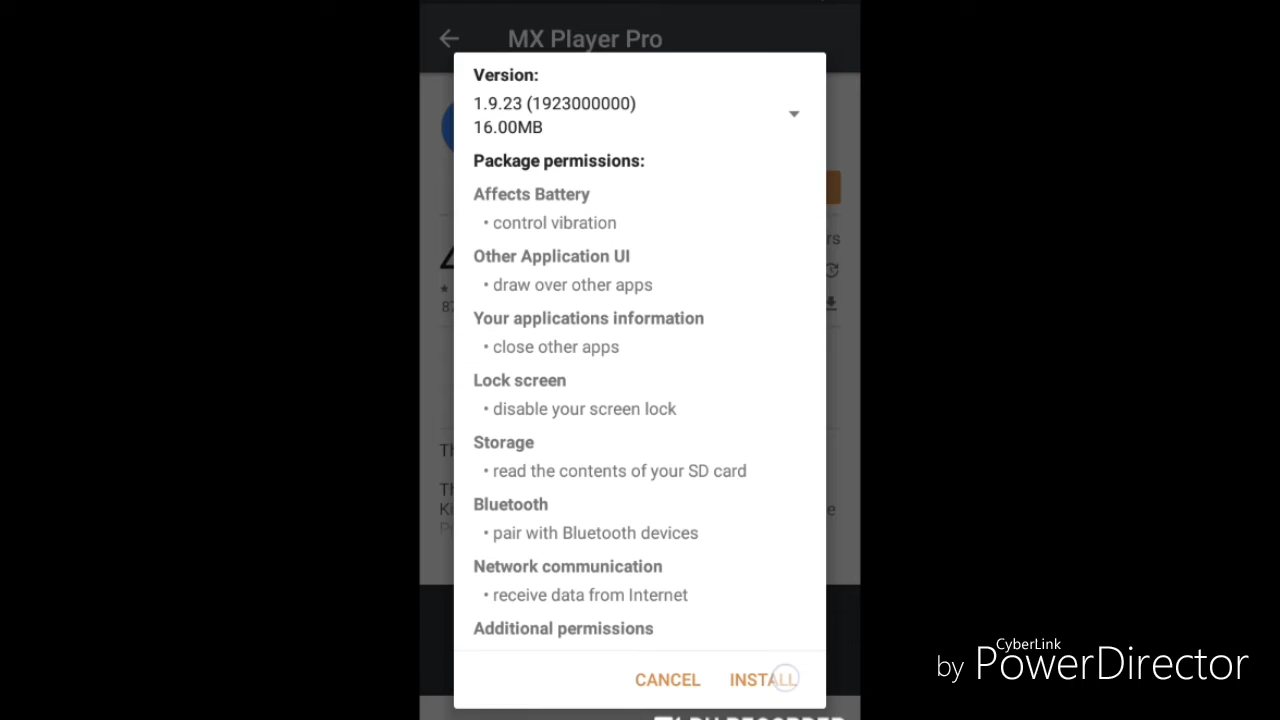 MX Player Pro
Version:
1.9.23 (1923000000)
16.00MB
Package permissions:
Affects Battery
• control vibration
Other Application UI
• draw over other apps
Your applications information
• close other apps
Lock screen
• disable your screen lock
Storage
• read the contents of your SD card
Bluetooth
• pair with Bluetooth devices
Network communication
• receive data from Internet
Additional permissions
CANCEL INSTALL
CyberLink
by PowerDirector